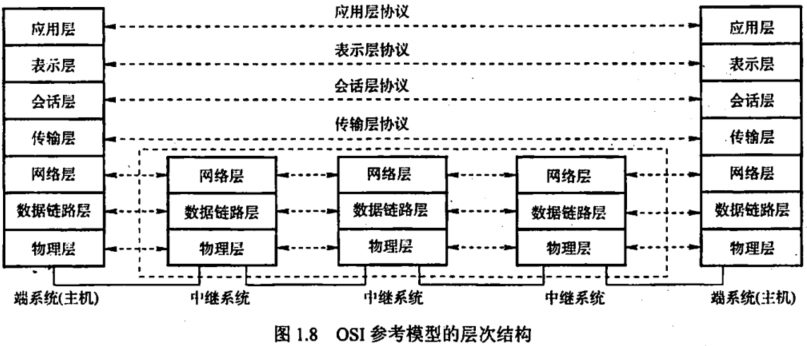 应用层
应用层协议
应用层
表示层
表示层协议
表示层
会话层
会话层协议
会话层
传输层
传输层协议
传输层
网络层
网络层
网络层
网络层
网络层
数据链路层
数据链路层
数据链路层
数据链路层
数据链路层
物理层
物理层
物理层
物理层
物理层
端系统(主机)
中继系统
中继系统
中继系统
端系统(主机)
图 1.8 OSI 参考模型的层次结构